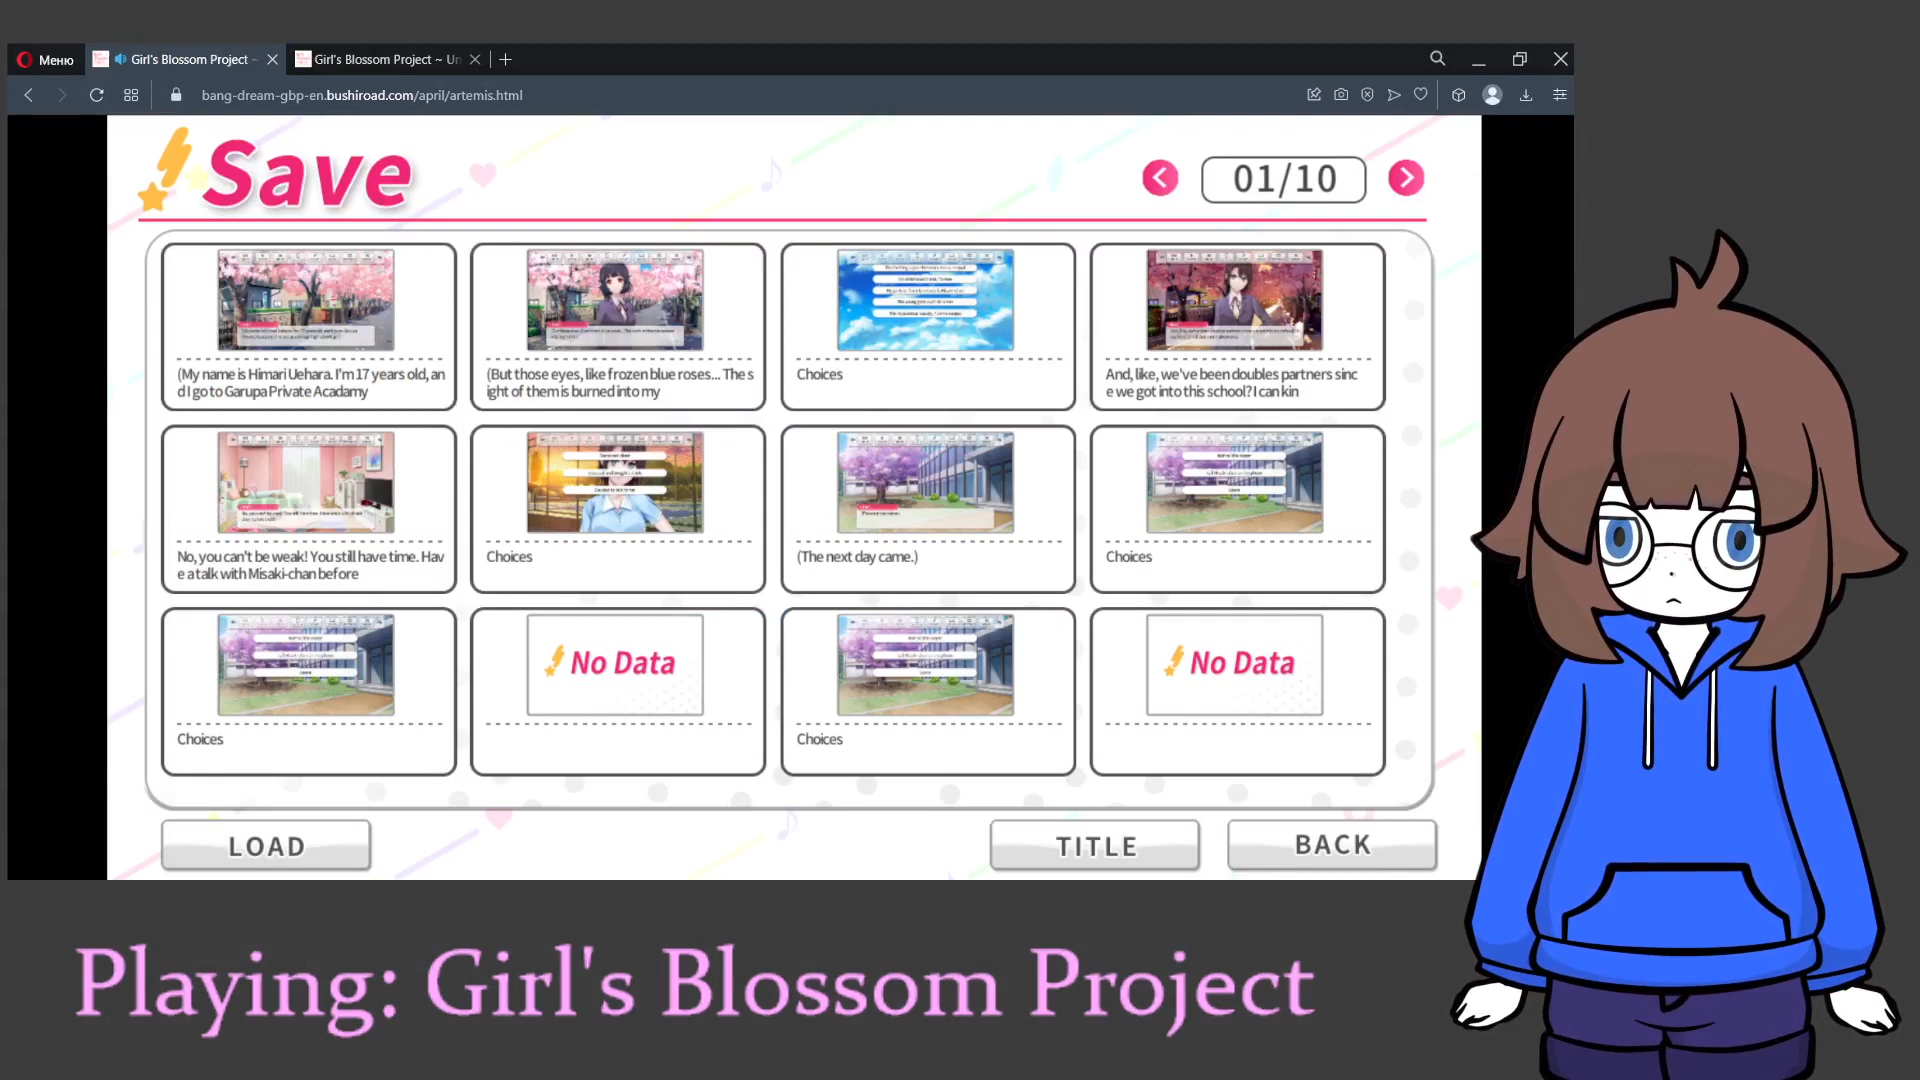 Меню
Girl's Blossom Project -
Girl's Blossom Project ~ Un
bang-dream-gbp-en.bushiroad.com/april/artemis.html
Save
01/10
(My name is Himari Uehara. I'm 17 years old, an
d I go to Garupa Private Acadamy
(But those eyes, like frozen blue roses... The s
ight of them is burned into my
Choices
And, like, we've been doubles partners sinc
e we got into this school? I can kin
No, you can't be weak! You still have time. Hav
e a talk with Misaki-chan before
Choices
(The next day came.)
Choices
Choices
No Data
Choices
No Data
LOAD
TITLE
BACK
Playing: Girl's Blossom Project